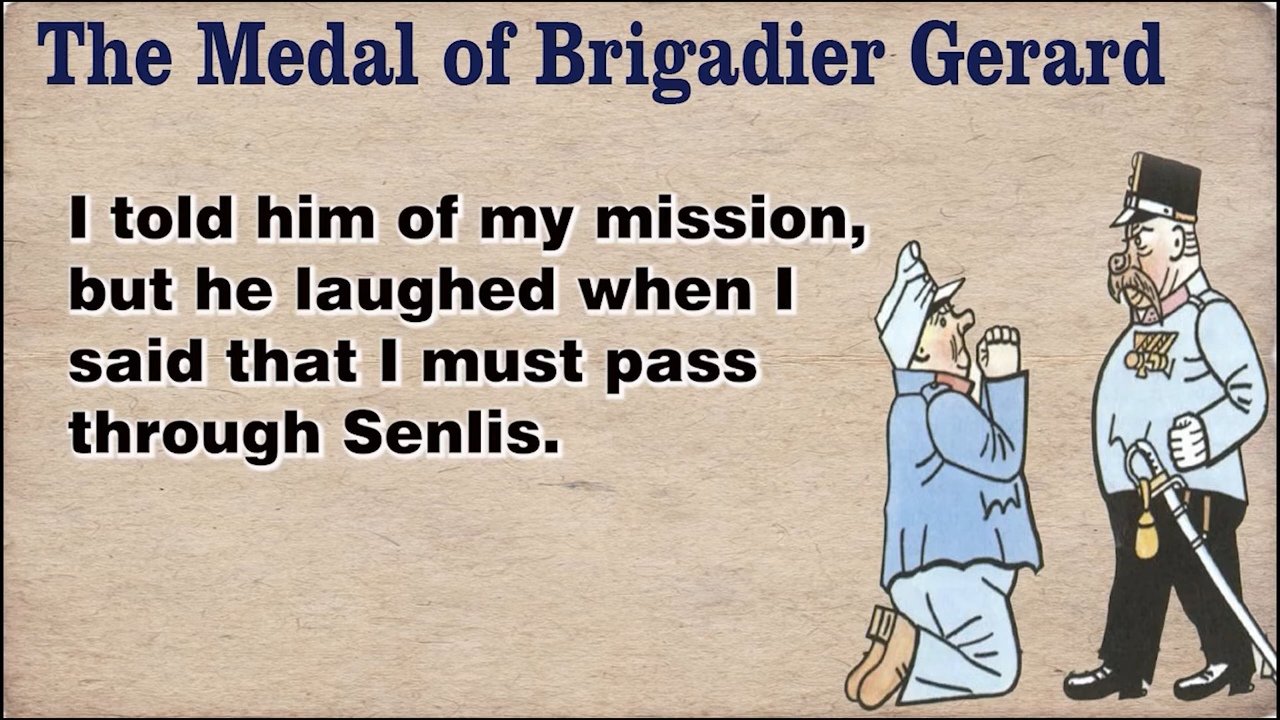 The Medal of Brigadier Gerard
I told him of my mission,
but he laughed when I
said that I must pass
through Senlis.